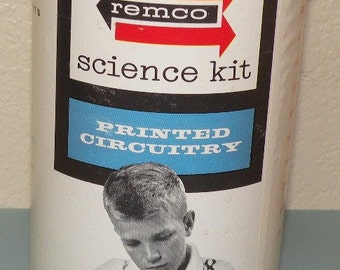 remco
science kit
PRINTED
CIRCUITRY